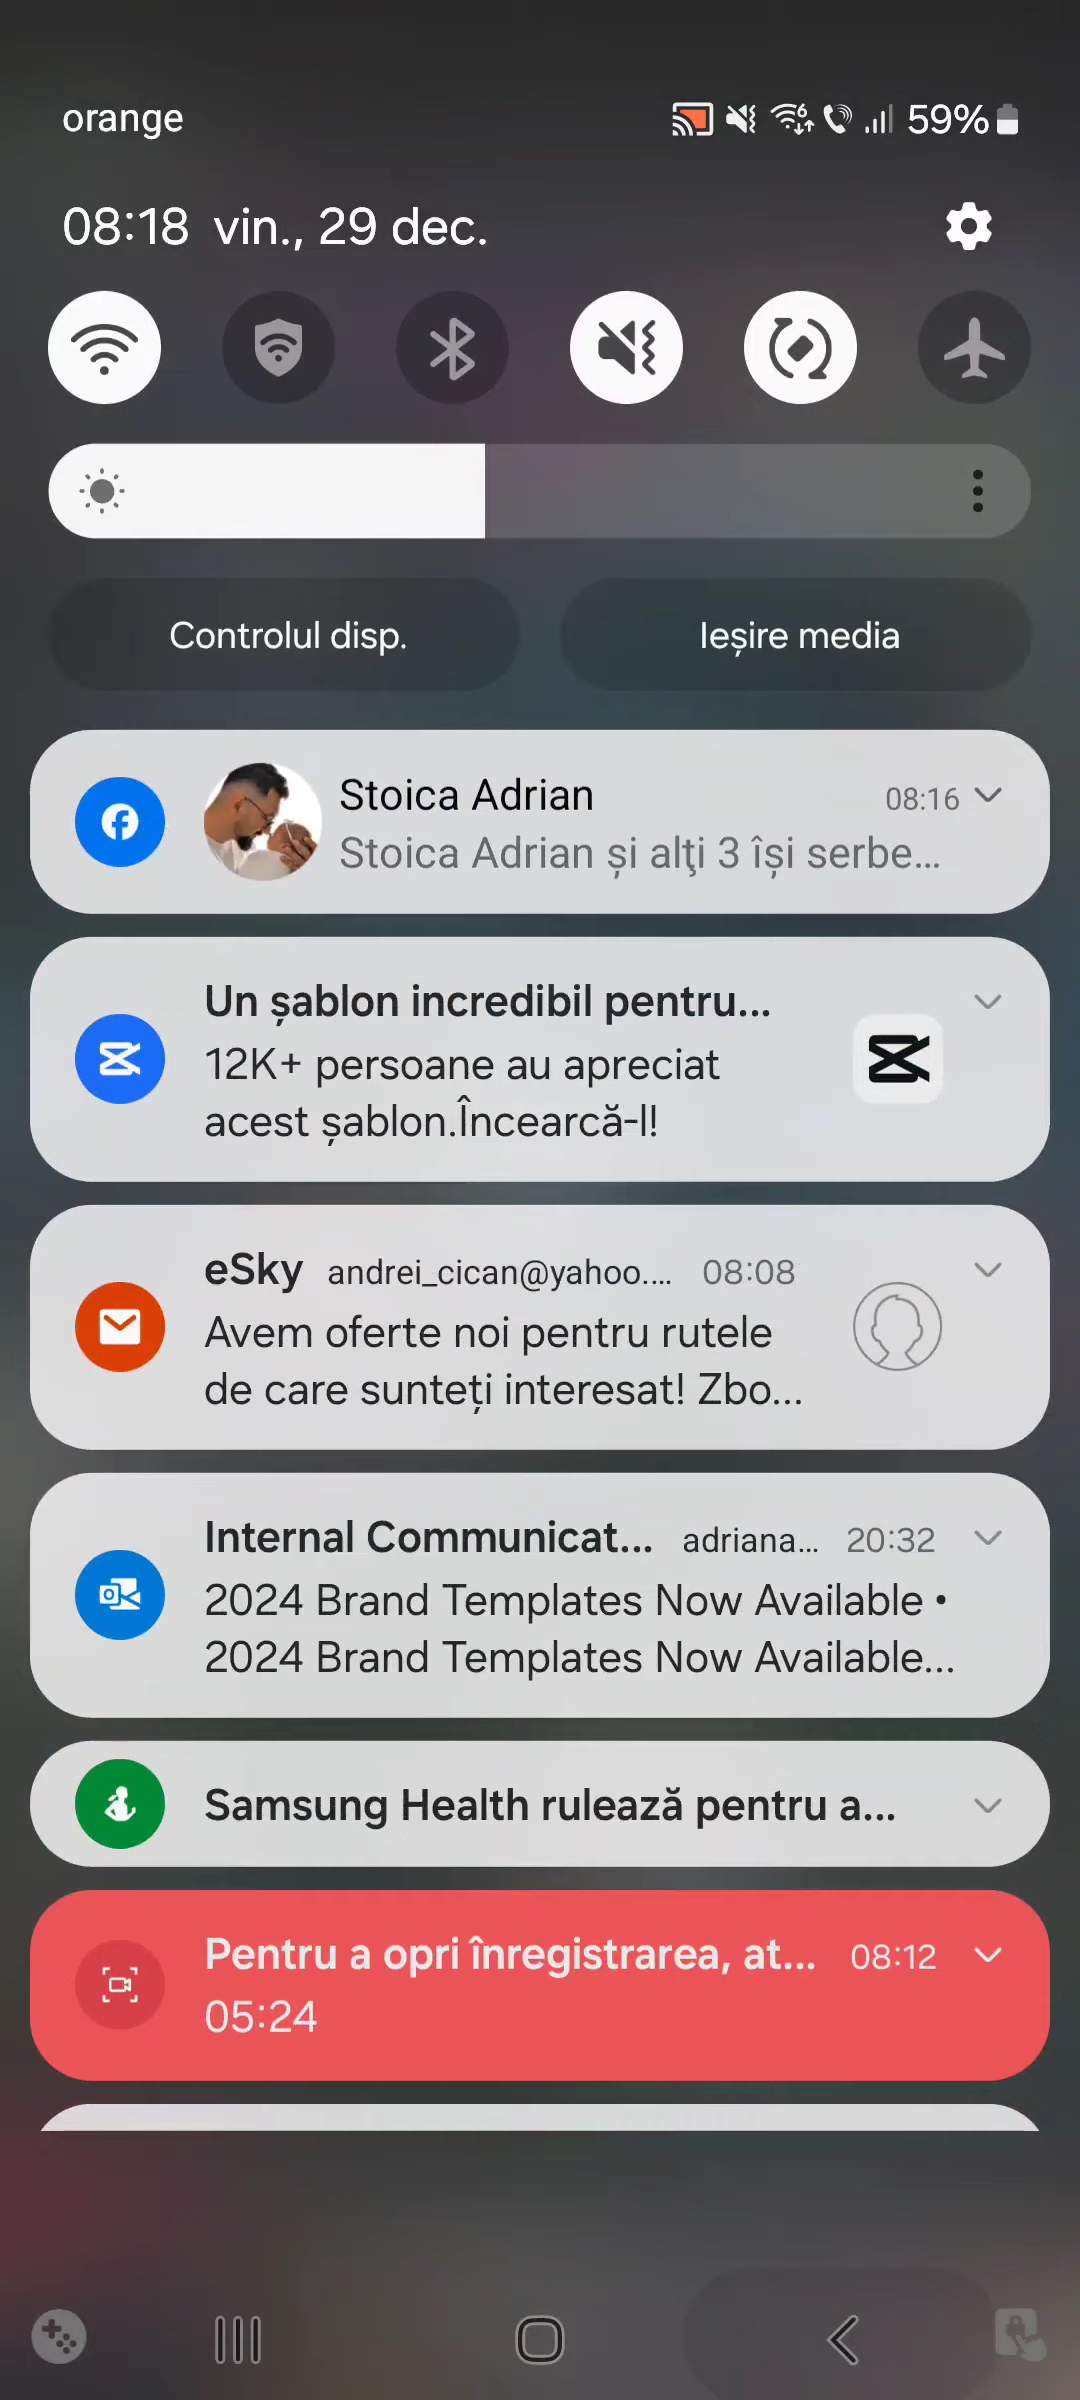 orange
59%
08:18 vin., 29 dec.
Controlul disp.
Ieșire media
Stoica Adrian 08:16
Stoica Adrian și alţi 3 își serbe...
Un șablon incredibil pentru...
12K+ persoane au apreciat
acest șablon.Încearcă-l!
eSky andrei_cican@yahoo.... 08:08
Avem oferte noi pentru rutele
de care sunteți interesat! Zbo...
Internal Communicat... adriana... 20:32
2024 Brand Templates Now Available •
2024 Brand Templates Now Available...
Samsung Health rulează pentru a...
Pentru a opri înregistrarea, at... 08:12
05:24